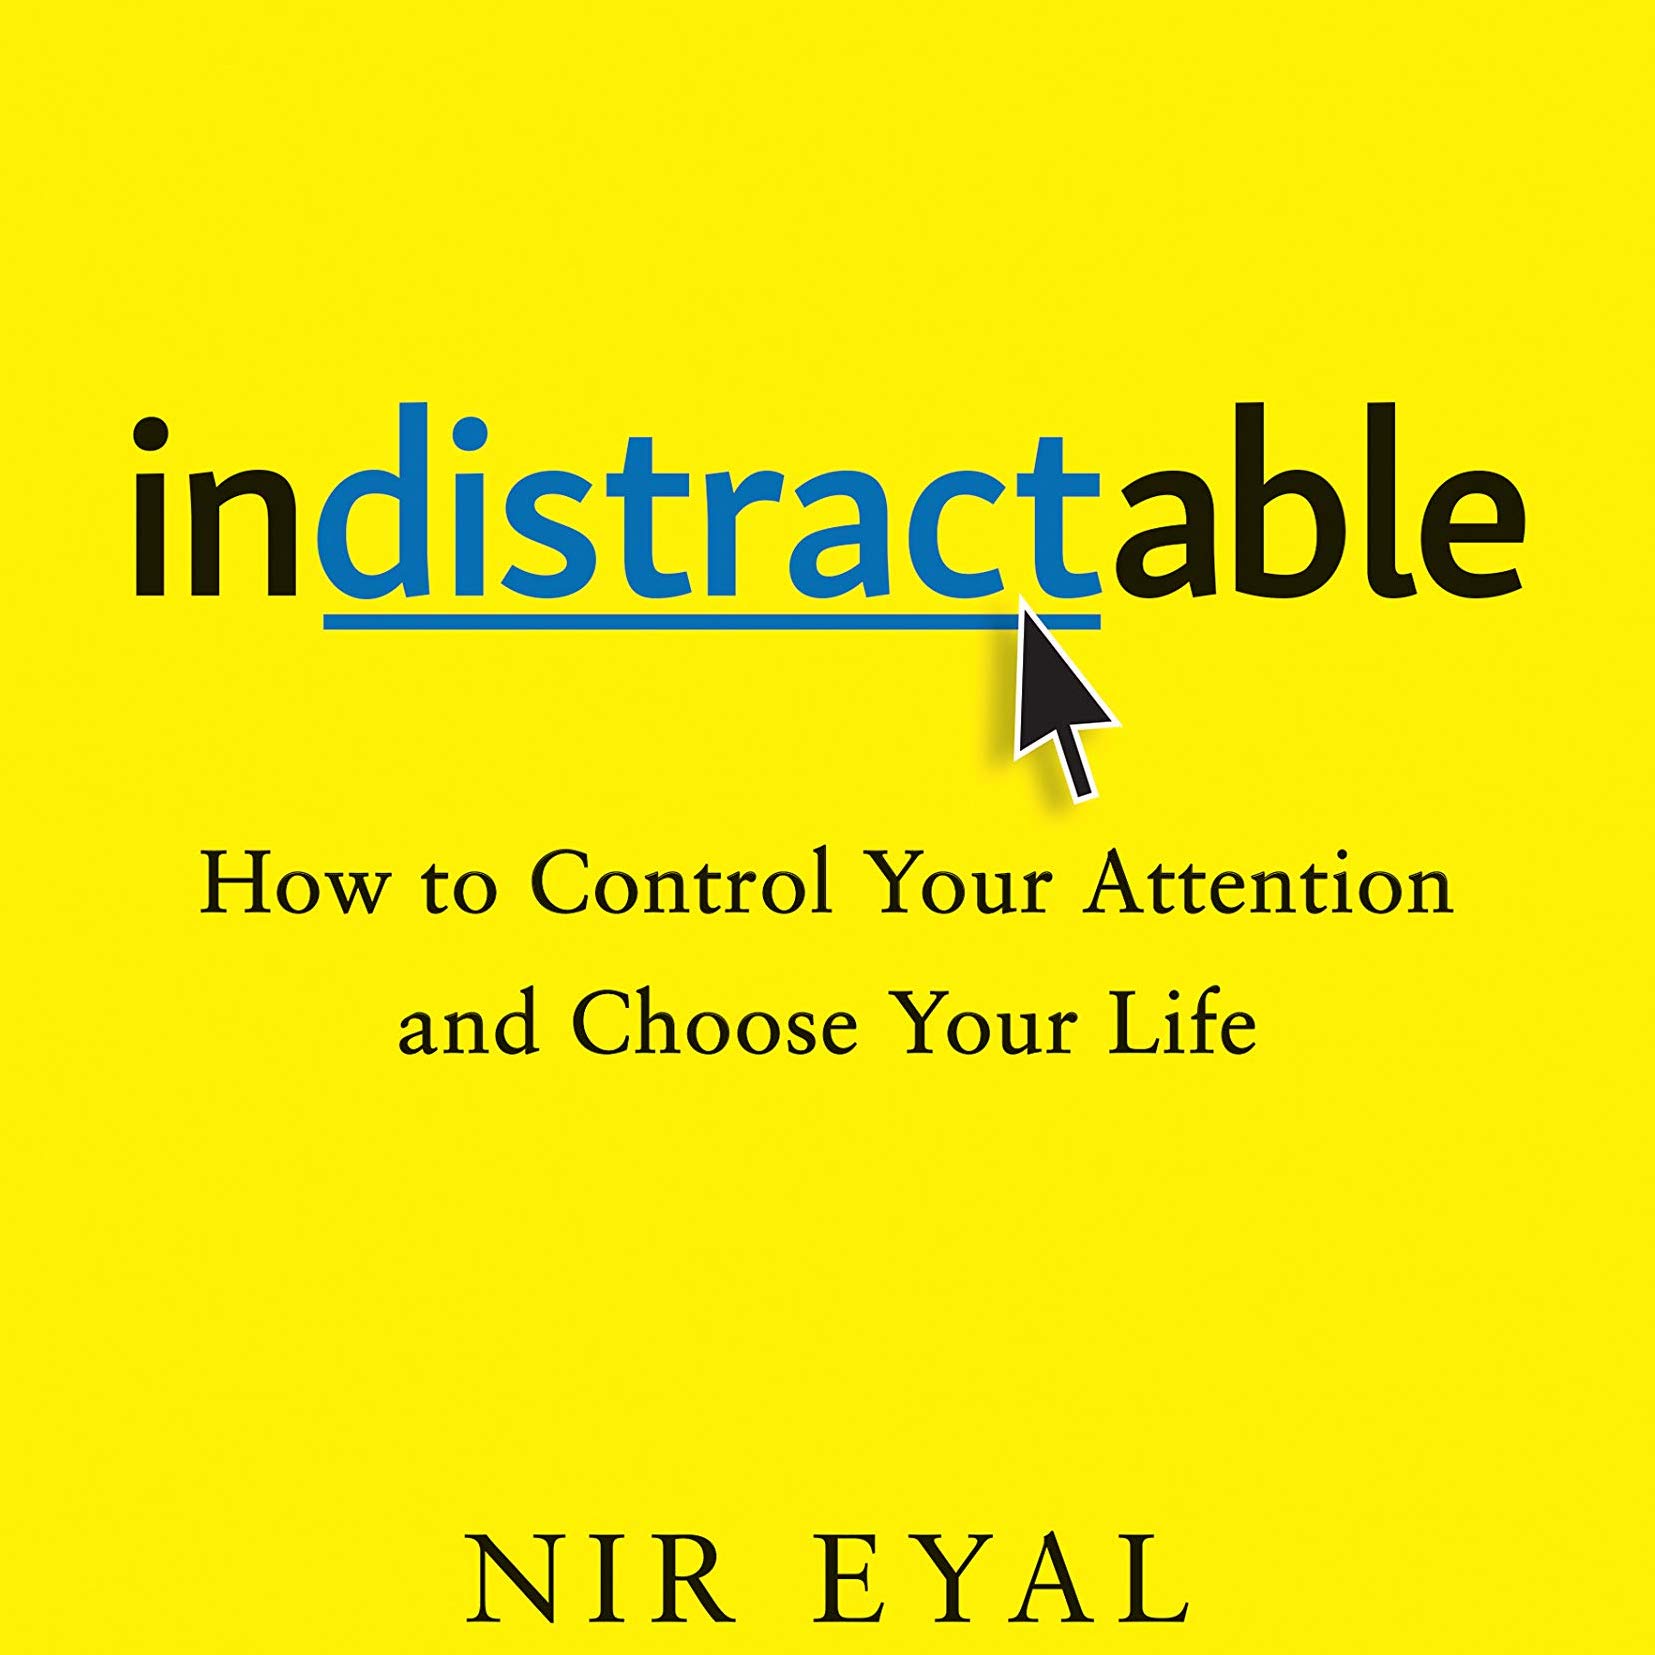 indistractable
How to Control Your Attention
and Choose Your Life
NIR EYAL